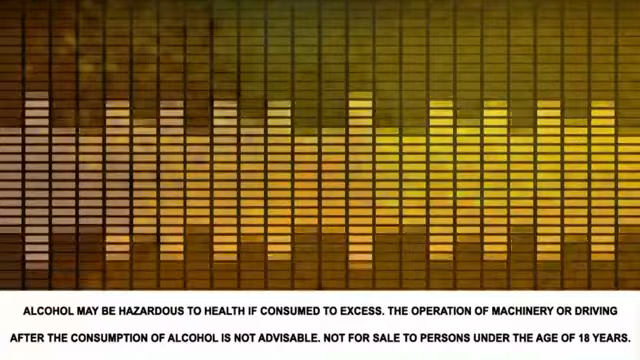 ALCOHOL MAY BE HAZARDOUS TO HEALTH IF CONSUMED TO EXCESS. THE OPERATION OF MACHINERY OR DRIVING
AFTER THE CONSUMPTION OF ALCOHOL IS NOT ADVISABLE. NOT FOR SALE TO PERSONS UNDER THE AGE OF 18 YEARS.